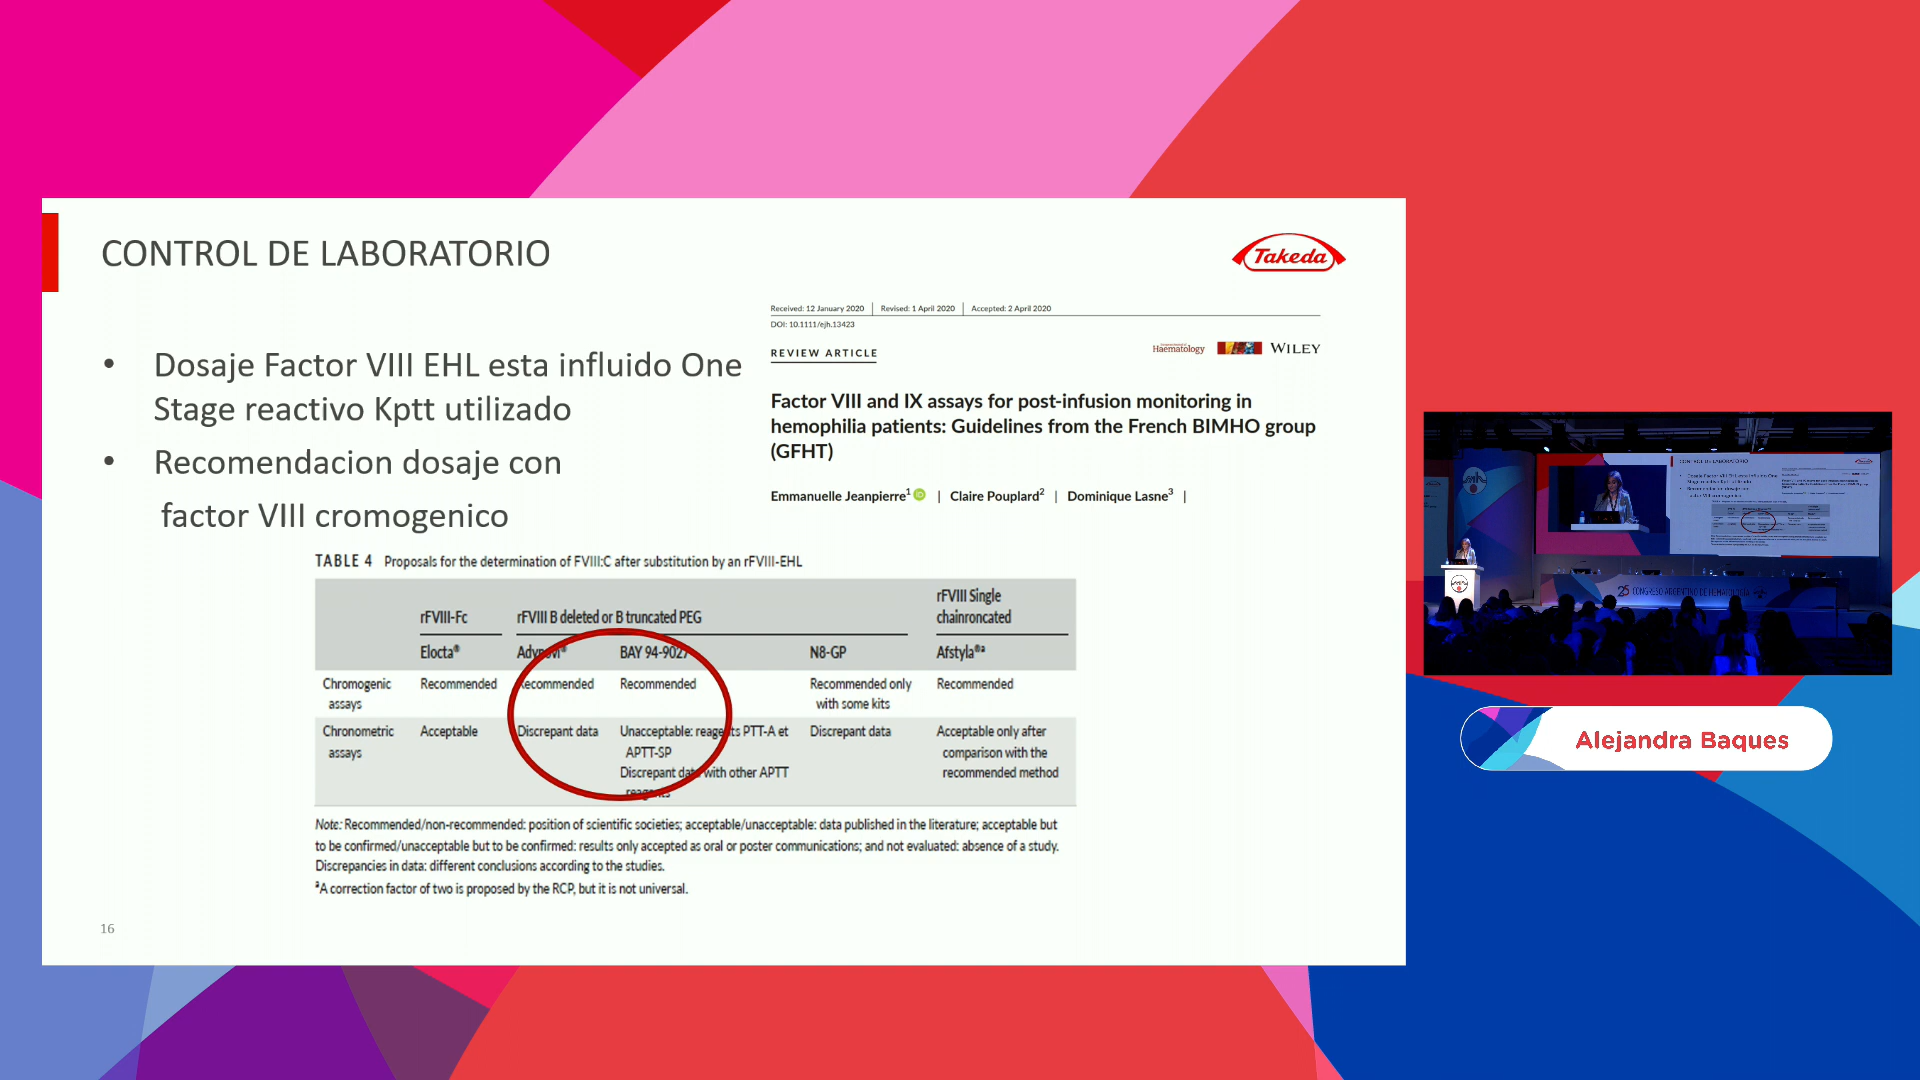 CONTROL DE LABORATORIO
Takeda
• Dosaje Factor VIII EHL esta influido One
Stage reactivo Kptt utilizado
• Recomendacion dosaje con
factor VIII cromogenico
Received: 12 January 2020 | Revised: 1 April 2020 | Accepted: 2 April 2020
DOI: 10.1111/ejh.13423
REVIEW ARTICLE
Haematology WILEY
Factor VIII and IX assays for post-infusion monitoring in
hemophilia patients: Guidelines from the French BIMHO group
(GFHT)
Emmanuelle Jeanpierre1 iD | Claire Pouplard2 | Dominique Lasne3 |
TABLE 4 Proposals for the determination of FVIII:C after substitution by an rFVIII-EHL
rFVIII-Fc rFVIII B deleted or B truncated PEG rFVIII Single
chainroncated
Elocta® Adynovi® BAY 94-9027 N8-GP Afstyla®a
Chromogenic Recommended Recommended Recommended Recommended only Recommended
assays with some kits
Chronometric Acceptable Discrepant data Unacceptable: reagents PTT-A et Discrepant data Acceptable only after
assays APTT-SP comparison with the
Discrepant data with other APTT recommended method
reagents
Note: Recommended/non-recommended: position of scientific societies; acceptable/unacceptable: data published in the literature; acceptable but
to be confirmed/unacceptable but to be confirmed: results only accepted as oral or poster communications; and not evaluated: absence of a study.
Discrepancies in data: different conclusions according to the studies.
aA correction factor of two is proposed by the RCP, but it is not universal.
16
CONTROL DE LABORATORIO
25 CONGRESO ARGENTINO DE HEMATOLOGÍA
Alejandra Baques